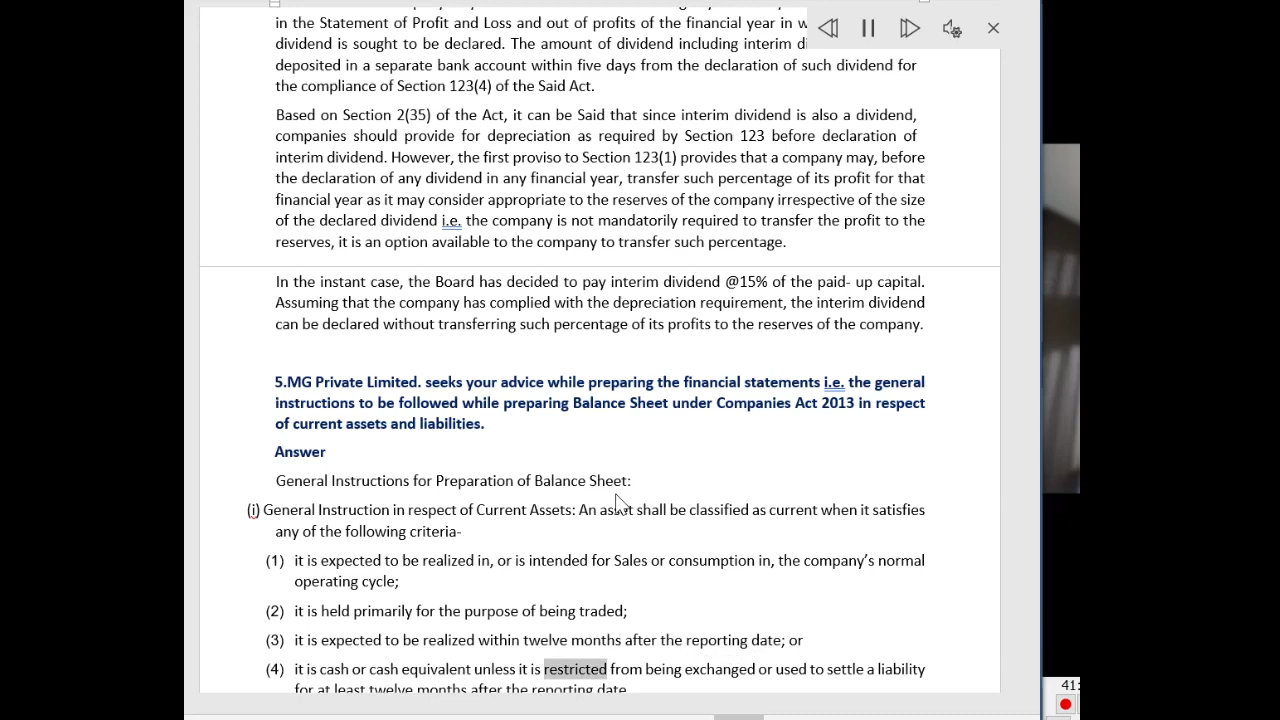 in the Statement of Profit and Loss and out of profits of the financial year in w
dividend is sought to be declared. The amount of dividend including interim di
deposited in a separate bank account within five days from the declaration of such dividend for
the compliance of Section 123(4) of the Said Act.
Based on Section 2(35) of the Act, it can be Said that since interim dividend is also a dividend,
companies should provide for depreciation as required by Section 123 before declaration of
interim dividend. However, the first proviso to Section 123(1) provides that a company may, before
the declaration of any dividend in any financial year, transfer such percentage of its profit for that
financial year as it may consider appropriate to the reserves of the company irrespective of the size
of the declared dividend i.e. the company is not mandatorily required to transfer the profit to the
reserves, it is an option available to the company to transfer such percentage.
In the instant case, the Board has decided to pay interim dividend @15% of the paid- up capital.
Assuming that the company has complied with the depreciation requirement, the interim dividend
can be declared without transferring such percentage of its profits to the reserves of the company.
5.MG Private Limited. seeks your advice while preparing the financial statements i.e. the general
instructions to be followed while preparing Balance Sheet under Companies Act 2013 in respect
of current assets and liabilities.
Answer
General Instructions for Preparation of Balance Sheet:
(i) General Instruction in respect of Current Assets: An asset shall be classified as current when it satisfies
any of the following criteria-
(1) it is expected to be realized in, or is intended for Sales or consumption in, the company's normal
operating cycle;
(2) it is held primarily for the purpose of being traded;
(3) it is expected to be realized within twelve months after the reporting date; or
(4) it is cash or cash equivalent unless it is restricted from being exchanged or used to settle a liability
for at least twelve months after the reporting date
41: